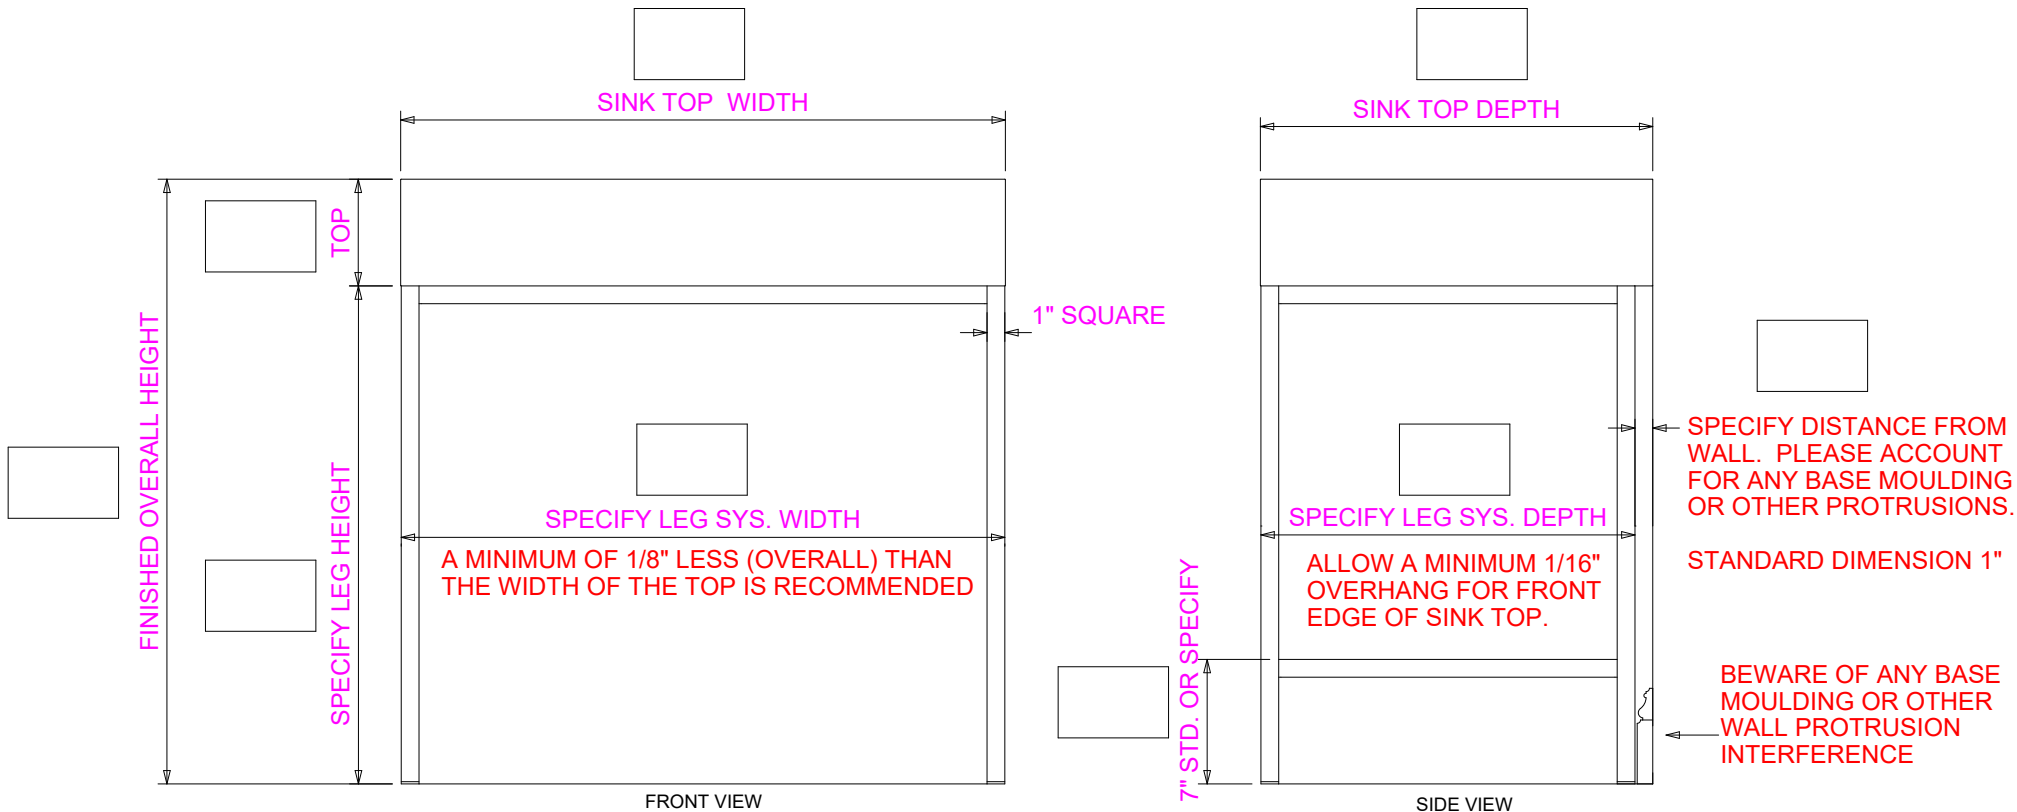 SINK TOP  WIDTH
SINK TOP DEPTH
TOP
1" SQUARE
FINISHED OVERALL HEIGHT
SPECIFY LEG HEIGHT
SPECIFY LEG SYS. WIDTH
A MINIMUM OF 1/8" LESS (OVERALL) THAN
THE WIDTH OF THE TOP IS RECOMMENDED
SPECIFY LEG SYS. DEPTH
ALLOW A MINIMUM 1/16"
OVERHANG FOR FRONT
EDGE OF SINK TOP.
7" STD. OR SPECIFY
SPECIFY DISTANCE FROM
WALL.  PLEASE ACCOUNT
FOR ANY BASE MOULDING
OR OTHER PROTRUSIONS.
STANDARD DIMENSION 1"
BEWARE OF ANY BASE
MOULDING OR OTHER
WALL PROTRUSION
INTERFERENCE
FRONT VIEW
SIDE VIEW